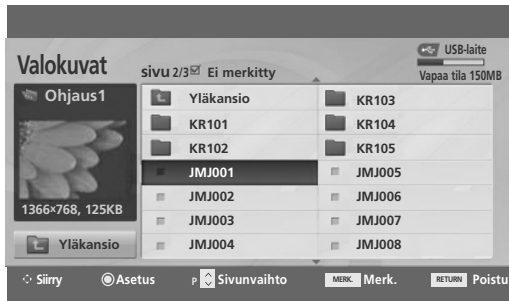 Valokuvat
sivu 2/3 Ei merkitty
USB-laite
Vapaa tila 150MB
Ohjaus1
1366×768, 125KB
Yläkansio
Yläkansio
KR101
KR102
JMJ001
JMJ002
JMJ003
JMJ004
KR103
KR104
KR105
JMJ005
JMJ006
JMJ007
JMJ008
Siirry Asetus P Sivunvaihto MERK. Merk. RETURN Poistu